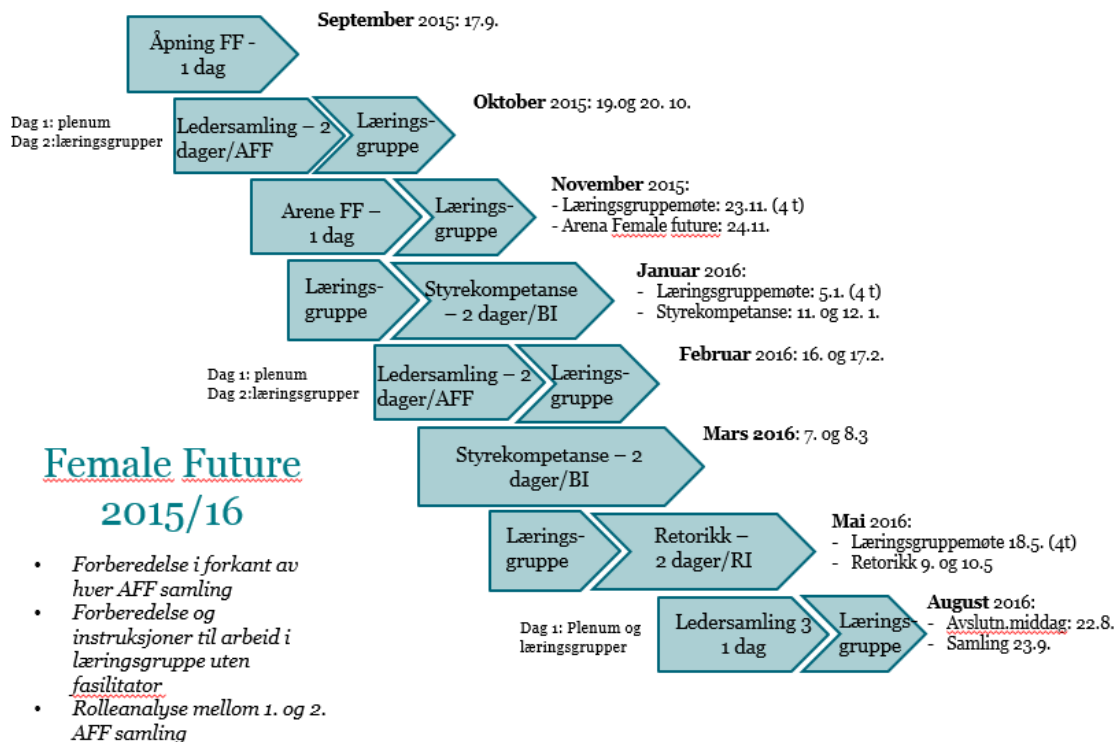 September 2015: 17.9.
Åpning FF -
1 dag
Oktober 2015: 19.og 20. 10.
Dag 1: plenum
Dag 2:læringsgrupper
Ledersamling – 2
dager/AFF
Lærings-
gruppe
November 2015:
- Læringsgruppemøte: 23.11. (4 t)
- Arena Female future: 24.11.
Arene FF –
1 dag
Lærings-
gruppe
Januar 2016:
- Læringsgruppemøte: 5.1. (4 t)
- Styrekompetanse: 11. og 12. 1.
Lærings-
gruppe
Styrekompetanse
– 2 dager/BI
Februar 2016: 16. og 17.2.
Dag 1: plenum
Dag 2:læringsgrupper
Ledersamling – 2
dager/AFF
Lærings-
gruppe
Mars 2016: 7. og 8.3
Styrekompetanse – 2
dager/BI
Female Future
2015/16
Lærings-
gruppe
Retorikk –
2 dager/RI
Mai 2016:
- Læringsgruppemøte 18.5. (4t)
- Retorikk 9. og 10.5
• Forberedelse i forkant av
hver AFF samling
• Forberedelse og
instruksjoner til arbeid i
læringsgruppe uten
fasilitator
• Rolleanalyse mellom 1. og 2.
AFF samling
Dag 1: Plenum og
læringsgrupper
Ledersamling 3
1 dag
Lærings-
gruppe
August 2016:
- Avslutn.middag: 22.8.
- Samling 23.9.